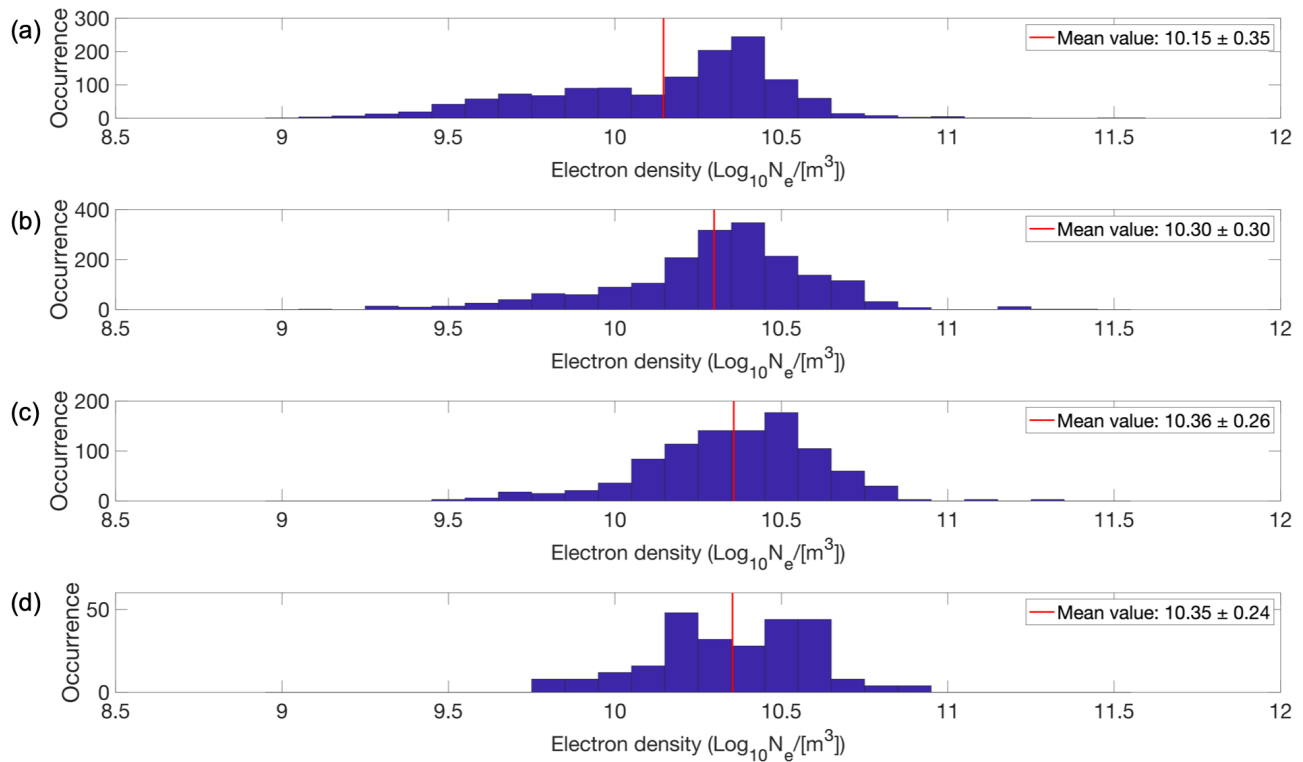 (a)
Occurrence
300
200
100
0
Mean value: 10.15 ± 0.35
8.5 9 9.5 10 10.5 11 11.5 12
Electron density (Log10Ne/[m3])
(b)
Occurrence
400
200
0
Mean value: 10.30 ± 0.30
8.5 9 9.5 10 10.5 11 11.5 12
Electron density (Log10Ne/[m3])
(c)
Occurrence
200
100
0
Mean value: 10.36 ± 0.26
8.5 9 9.5 10 10.5 11 11.5 12
Electron density (Log10Ne/[m3])
(d)
Occurrence
50
0
Mean value: 10.35 ± 0.24
8.5 9 9.5 10 10.5 11 11.5 12
Electron density (Log10Ne/[m3])